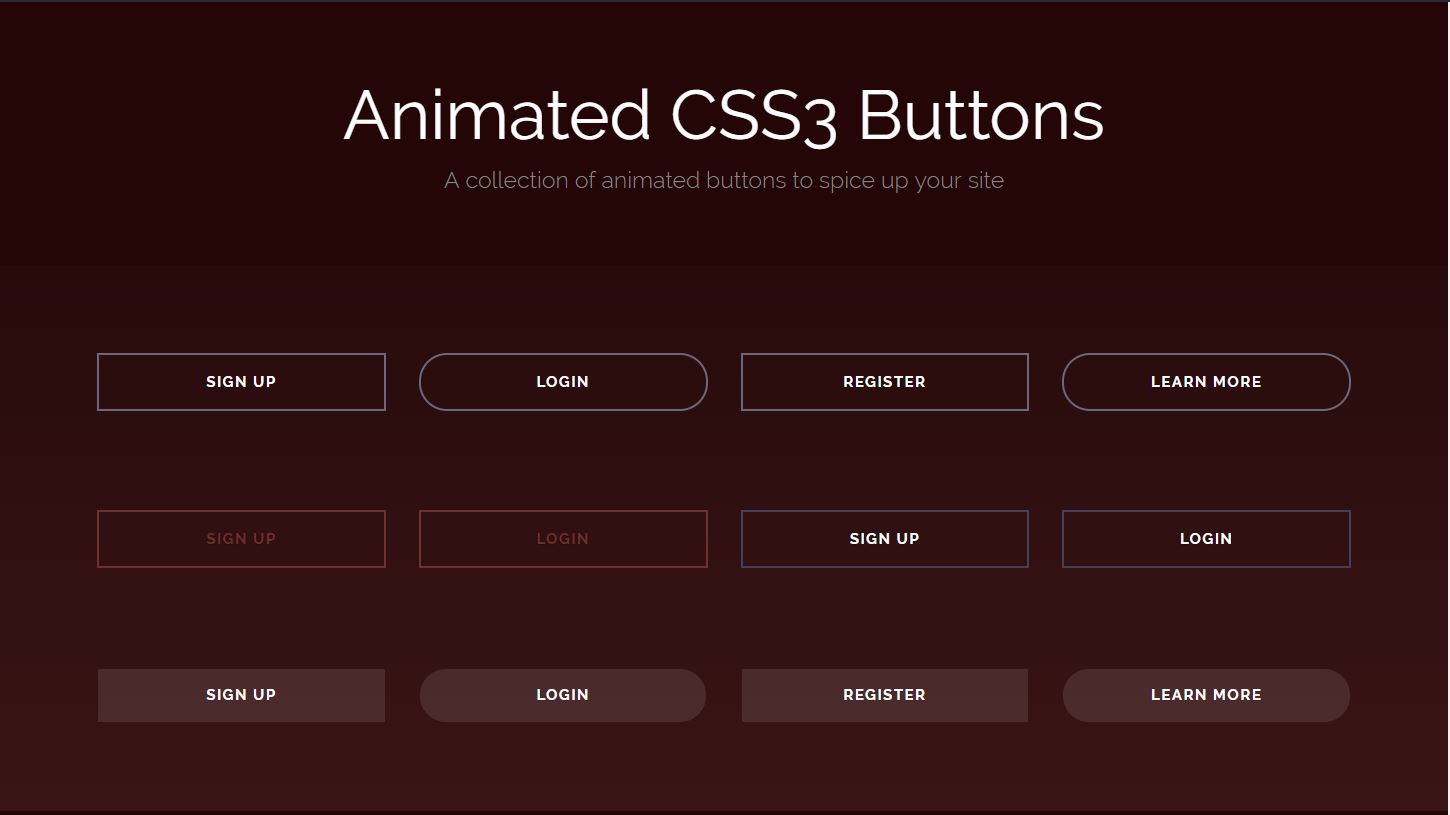 Animated CSS3 Buttons
A collection of animated buttons to spice up your site
SIGN UP LOGIN REGISTER LEARN MORE
SIGN UP LOGIN SIGN UP LOGIN
SIGN UP LOGIN REGISTER LEARN MORE